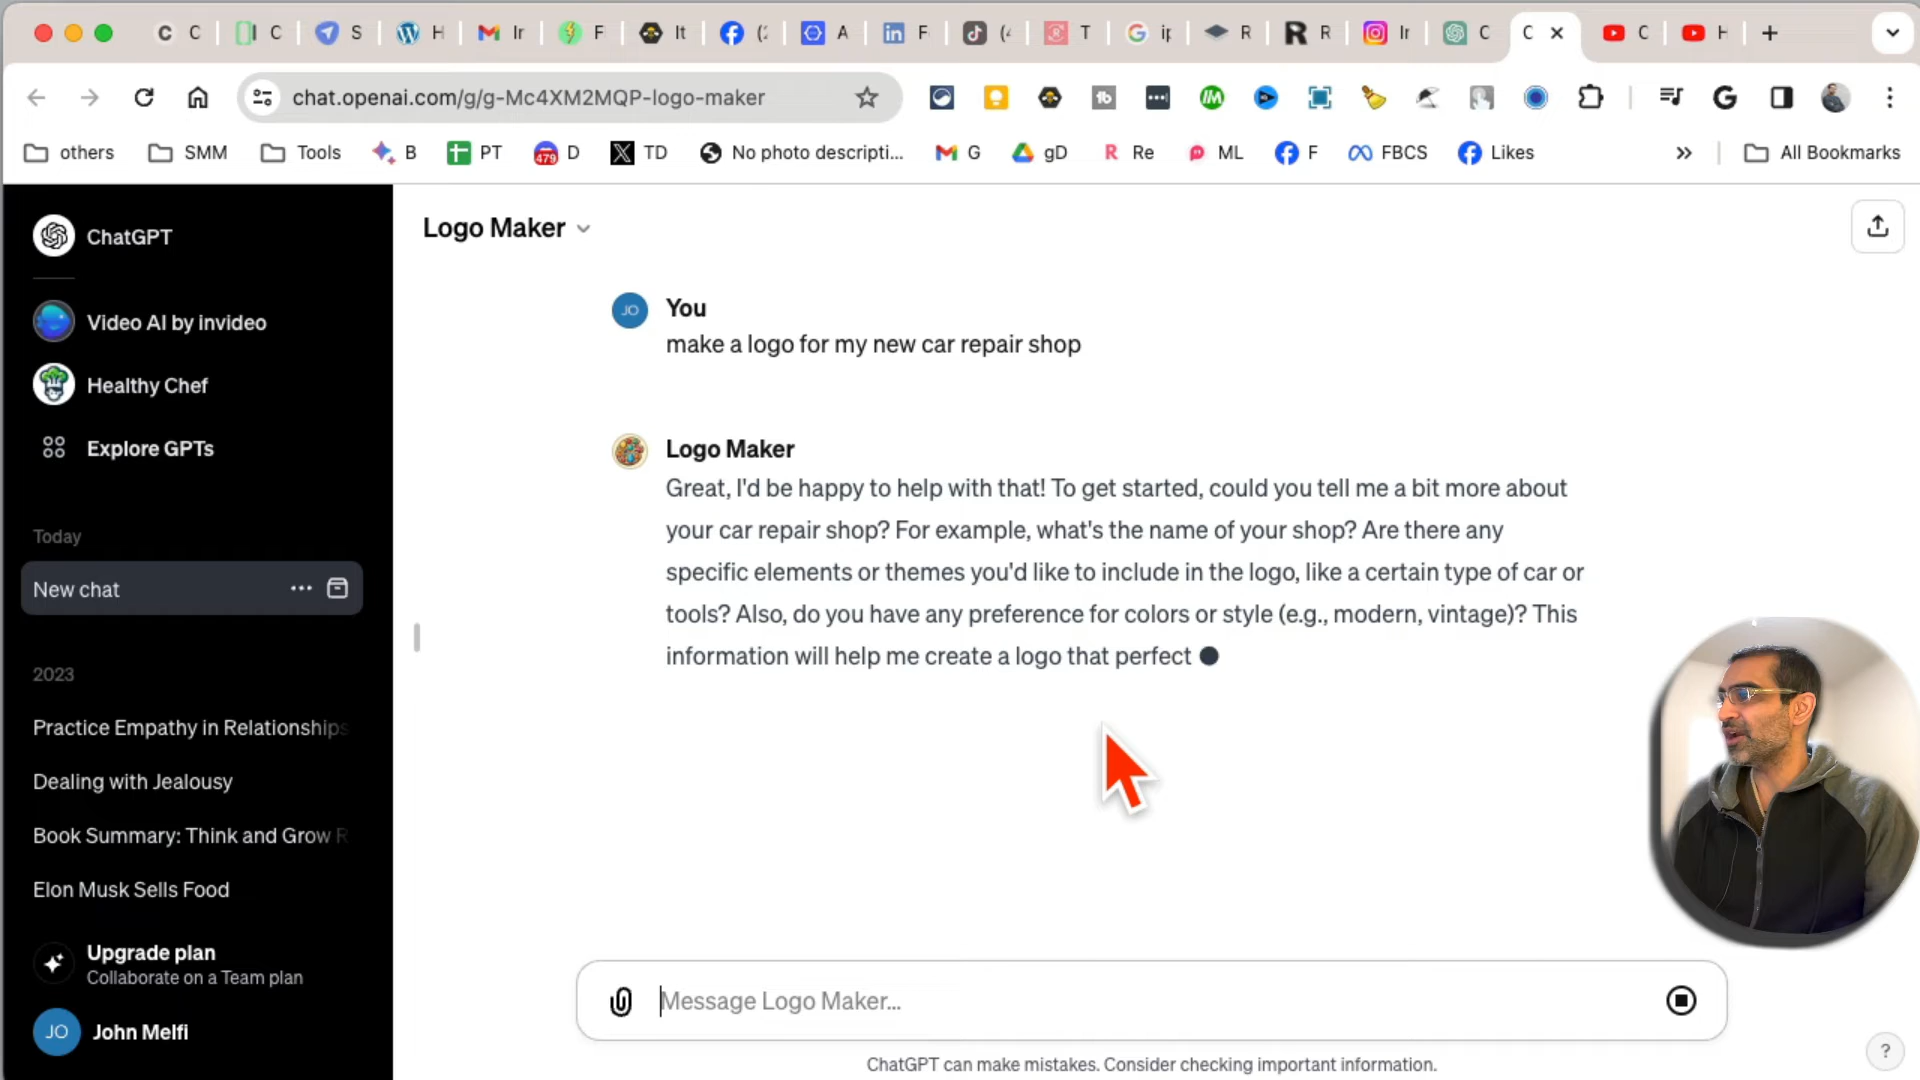 C
C
S
H
Ir
F
It
(:
A
F
(4
T
ip
R
R
Ir
C
C
C
H
chat.openai.com/g/g-Mc4XM2MQP-logo-maker
others
SMM
Tools
B
PT
479
D
TD
No photo descripti...
G
gD
Re
ML
F
FBCS
Likes
All Bookmarks
ChatGPT
Video AI by invideo
Healthy Chef
Explore GPTs
Today
New chat
2023
Practice Empathy in Relationships
Dealing with Jealousy
Book Summary: Think and Grow R
Elon Musk Sells Food
Upgrade plan
Collaborate on a Team plan
JO John Melfi
Logo Maker
JO You
make a logo for my new car repair shop
Logo Maker
Great, I'd be happy to help with that! To get started, could you tell me a bit more about
your car repair shop? For example, what's the name of your shop? Are there any
specific elements or themes you'd like to include in the logo, like a certain type of car or
tools? Also, do you have any preference for colors or style (e.g., modern, vintage)? This
information will help me create a logo that perfect
Message Logo Maker...
ChatGPT can make mistakes. Consider checking important information.
?